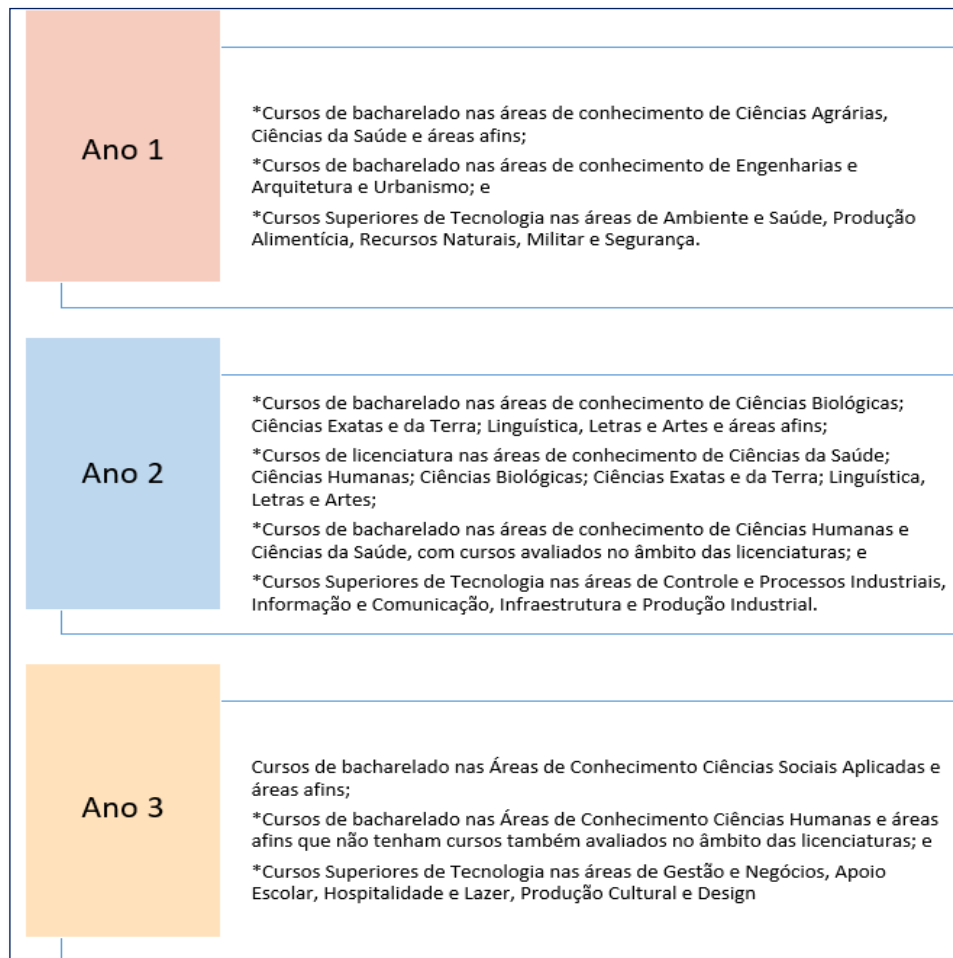 Ano 1
*Cursos de bacharelado nas áreas de conhecimento de Ciências Agrárias,
Ciências da Saúde e áreas afins;
*Cursos de bacharelado nas áreas de conhecimento de Engenharias e
Arquitetura e Urbanismo; e
*Cursos Superiores de Tecnologia nas áreas de Ambiente e Saúde, Produção
Alimentícia, Recursos Naturais, Militar e Segurança.
Ano 2
*Cursos de bacharelado nas áreas de conhecimento de Ciências Biológicas;
Ciências Exatas e da Terra; Linguística, Letras e Artes e áreas afins;
*Cursos de licenciatura nas áreas de conhecimento de Ciências da Saúde;
Ciências Humanas; Ciências Biológicas; Ciências Exatas e da Terra; Linguística,
Letras e Artes;
*Cursos de bacharelado nas áreas de conhecimento de Ciências Humanas e
Ciências da Saúde, com cursos avaliados no âmbito das licenciaturas; e
*Cursos Superiores de Tecnologia nas áreas de Controle e Processos Industriais,
Informação e Comunicação, Infraestrutura e Produção Industrial.
Ano 3
Cursos de bacharelado nas Áreas de Conhecimento Ciências Sociais Aplicadas e
áreas afins;
*Cursos de bacharelado nas Áreas de Conhecimento Ciências Humanas e áreas
afins que não tenham cursos também avaliados no âmbito das licenciaturas; e
*Cursos Superiores de Tecnologia nas áreas de Gestão e Negócios, Apoio
Escolar, Hospitalidade e Lazer, Produção Cultural e Design